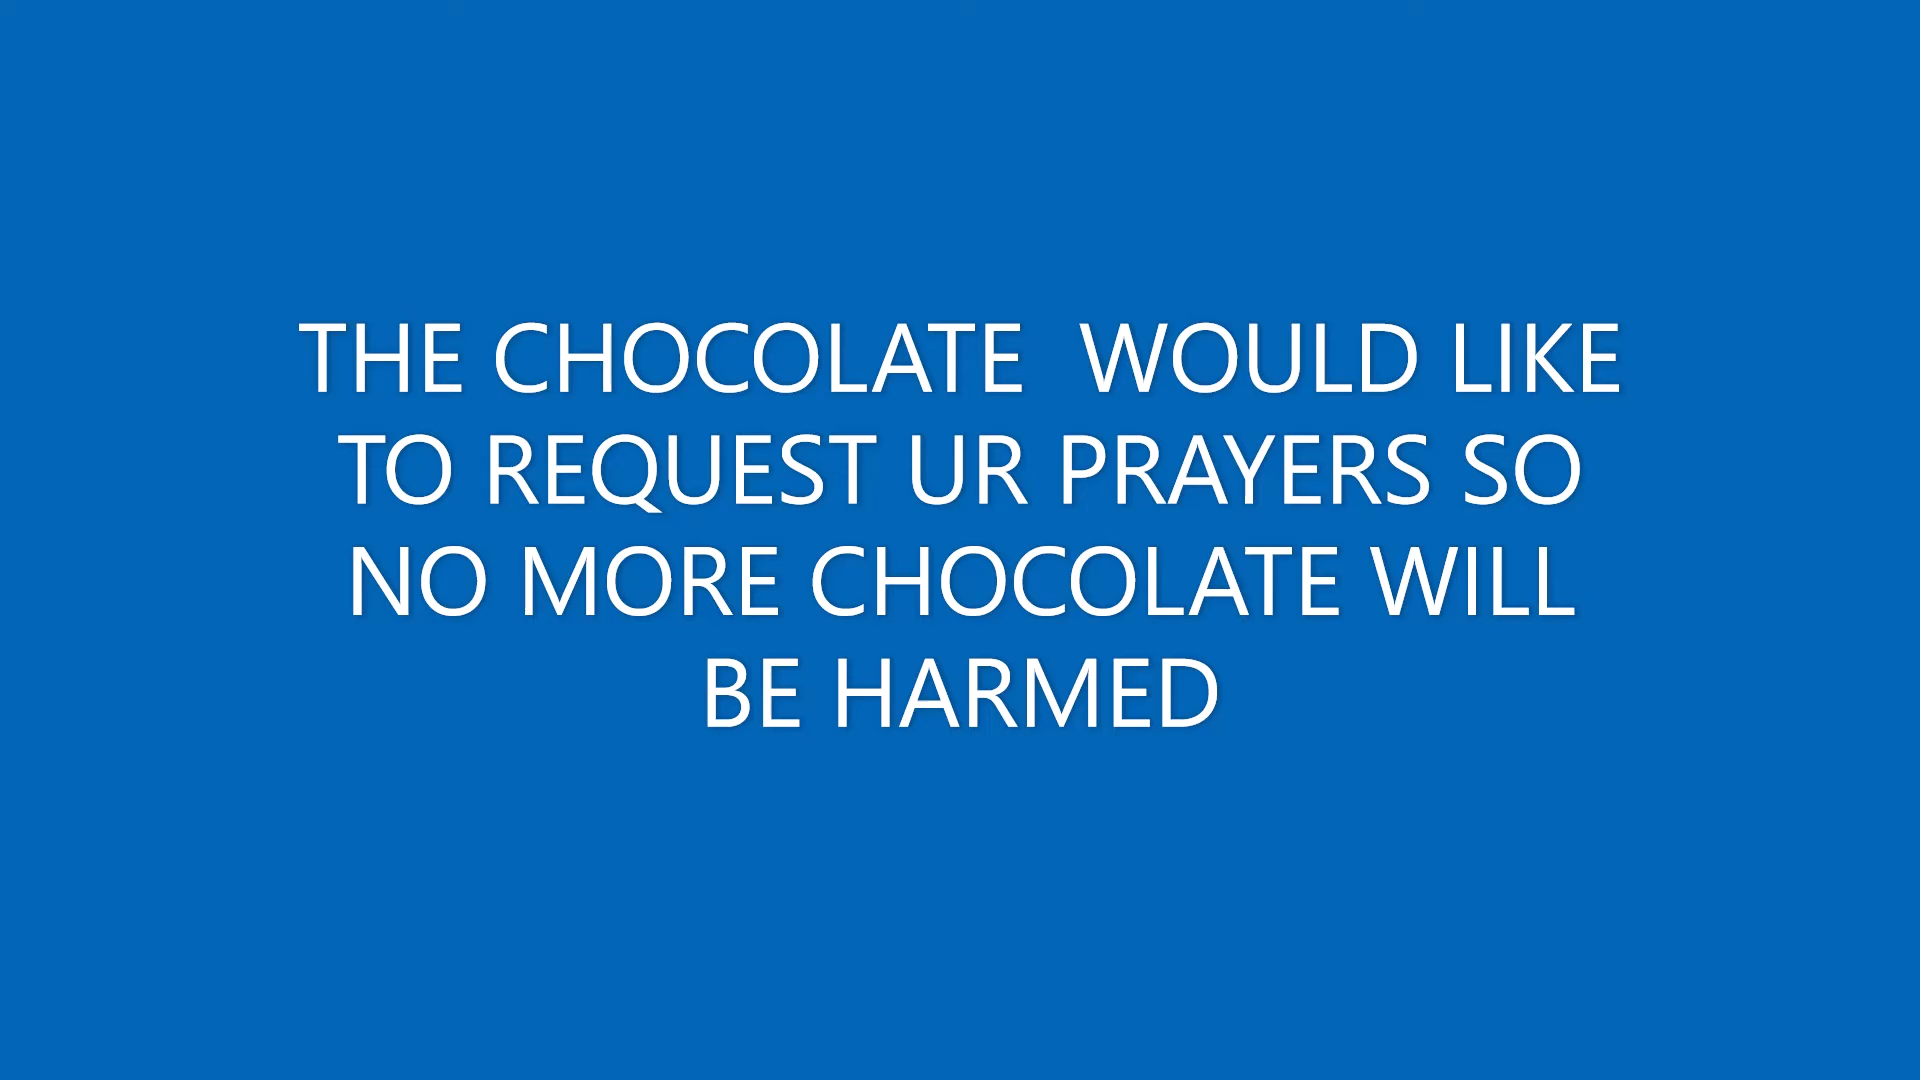 THE CHOCOLATE  WOULD LIKE
TO REQUEST UR PRAYERS SO
NO MORE CHOCOLATE WILL
BE HARMED